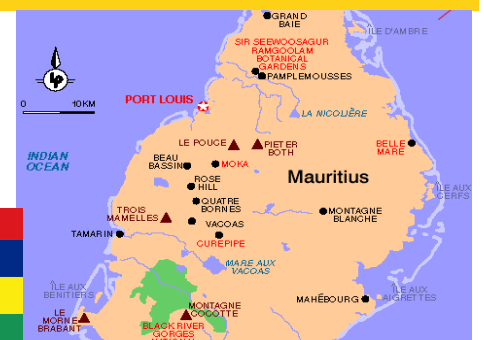 GRAND
BAIE
ÎLE D'AMBRE
SIR SEEWOOSAGUR
RAMGOOLAM
BOTANICAL
GARDENS
PAMPLEMOUSSES
LP
0 10KM
PORT LOUIS
LA NICOLIÈRE
LE POUCE
PIETER
BOTH
BELLE
MARE
INDIAN
OCEAN
BEAU
BASSIN
MOKA
Mauritius
ROSE
HILL
ÎLE AUX
CERFS
QUATRE
BORNES
TROIS
MAMELLES
MONTAGNE
BLANCHE
VACOAS
TAMARIN
CUREPIPE
MARE AUX
VACOAS
ÎLE AUX
BENITIERS
MAHÉBOURG
ÎLE AUX
AIGRETTES
LE
MORNE
BRABANT
MONTAGNE
COCOTTE
BLACK RIVER
GORGES